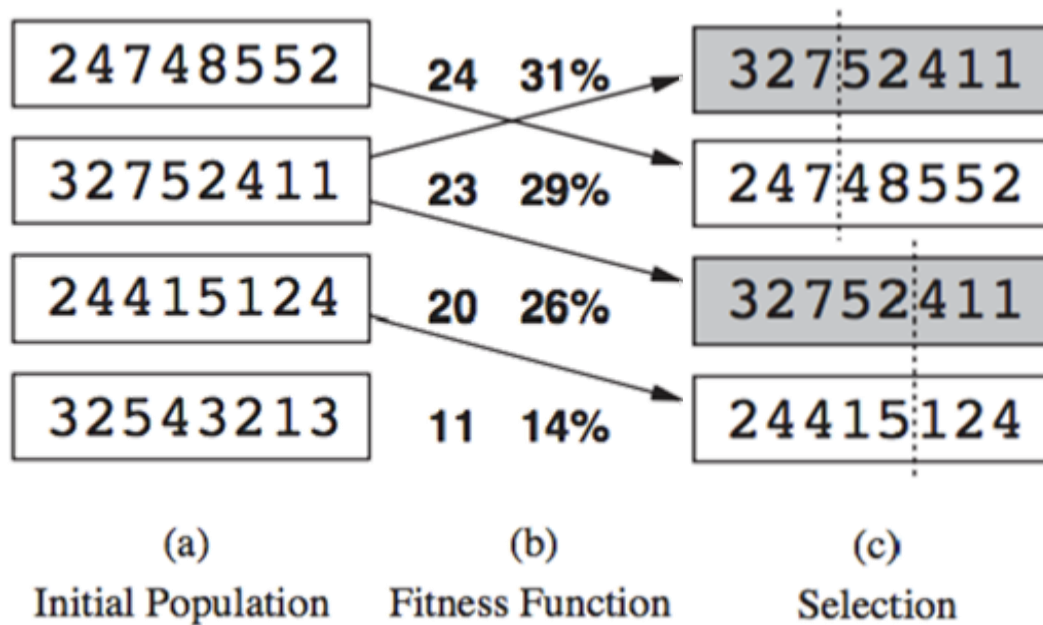 24748552 24 31% 32752411
32752411 23 29% 24748552
24415124 20 26% 32752411
32543213 11 14% 24415124
(a) (b) (c)
Initial Population Fitness Function Selection